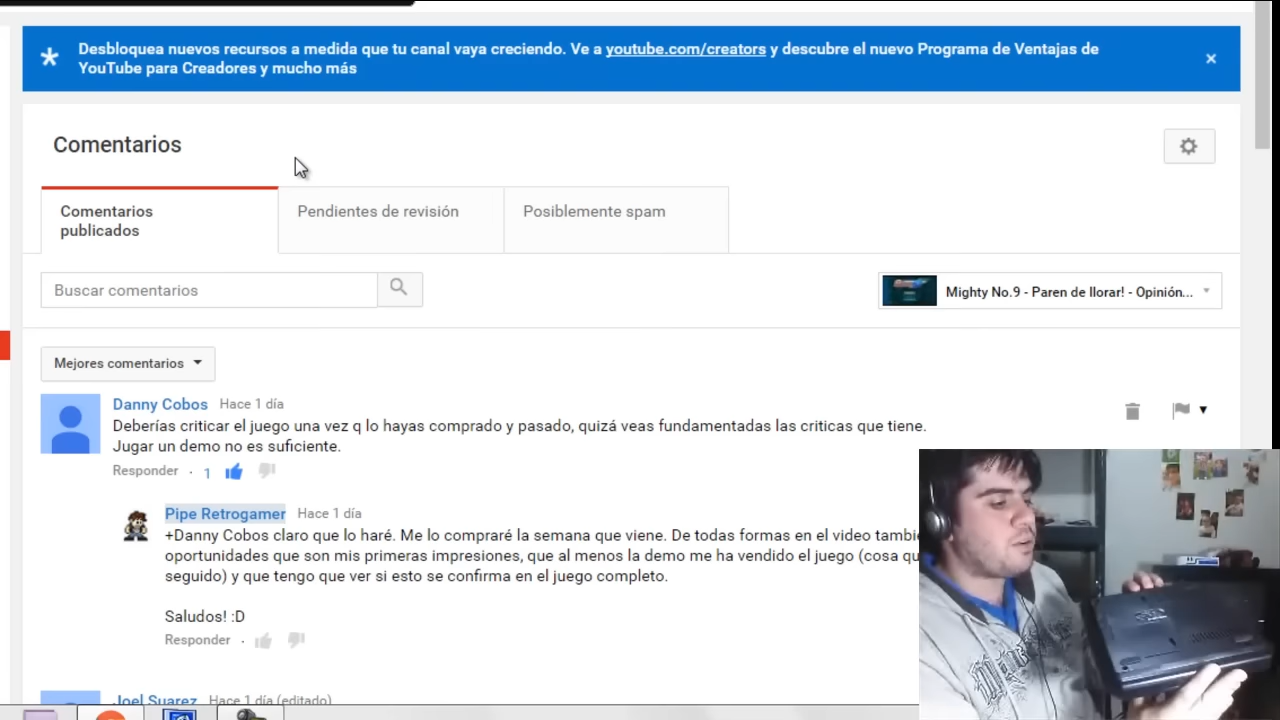 Desbloquea nuevos recursos a medida que tu canal vaya creciendo. Ve a youtube.com/creators y descubre el nuevo Programa de Ventajas de
YouTube para Creadores y mucho más
Comentarios
Comentarios
publicados
Pendientes de revisión
Posiblemente spam
Buscar comentarios
Mighty No.9 - Paren de llorar! - Opinión...
Mejores comentarios
Danny Cobos Hace 1 día
Deberías criticar el juego una vez q lo hayas comprado y pasado, quizá veas fundamentadas las criticas que tiene.
Jugar un demo no es suficiente.
Responder · 1
Pipe Retrogamer Hace 1 día
+Danny Cobos claro que lo haré. Me lo compraré la semana que viene. De todas formas en el video tambié
oportunidades que son mis primeras impresiones, que al menos la demo me ha vendido el juego (cosa qu
seguido) y que tengo que ver si esto se confirma en el juego completo.
Saludos! :D
Responder ·
Joel Suarez Hace 1 día (editado)